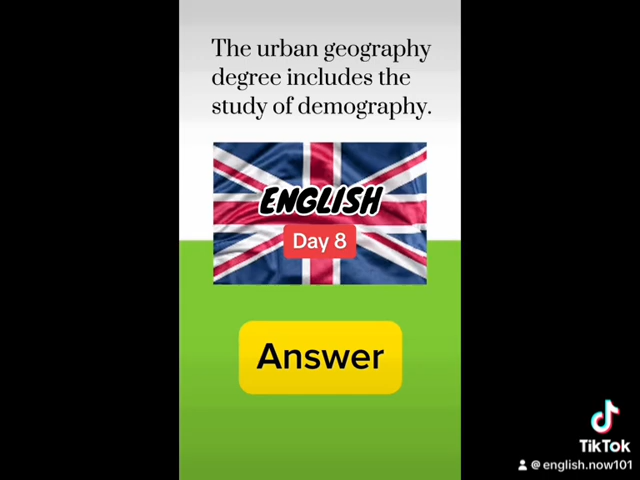 The urban geography
degree includes the
study of demography.
ENGLISH
Day 8
Answer
TikTok
@english.now101